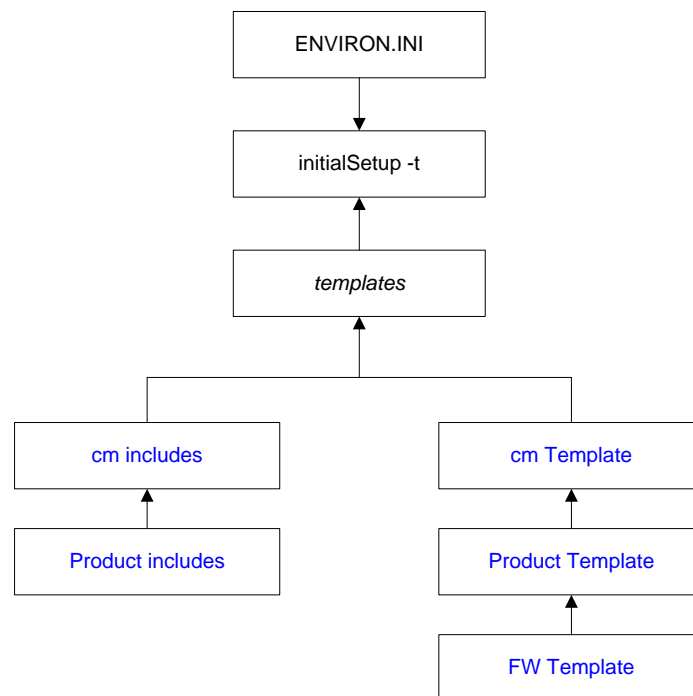 ENVIRON.INI
initialSetup -t
templates
cm includes
cm Template
Product includes
Product Template
FW Template